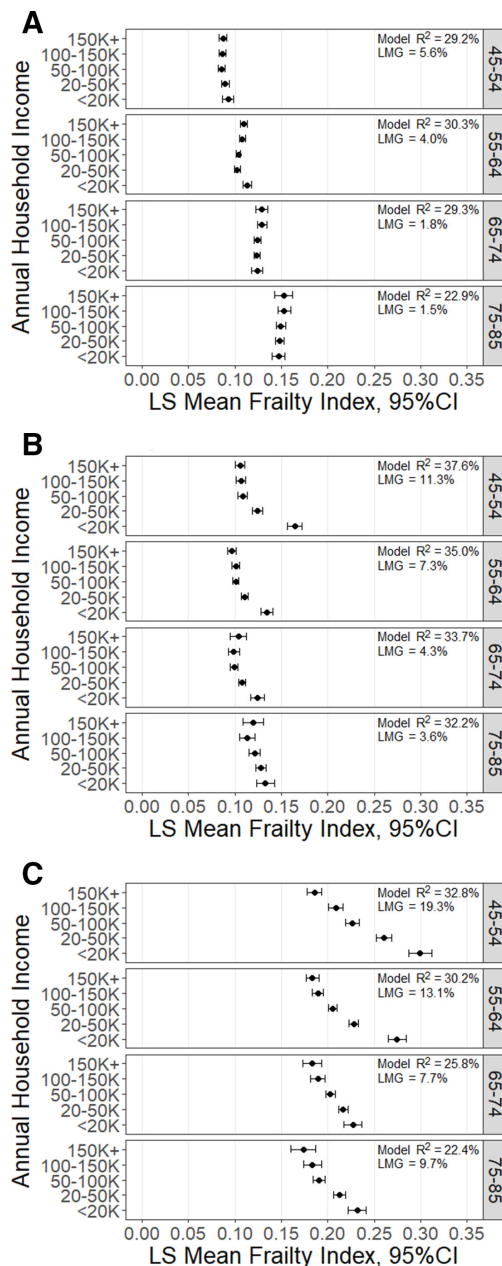 A
Annual Household Income
150K+
100-150K
50-100K
20-50K
<20K
Model R² = 29.2%
LMG = 5.6%
45-54
150K+
100-150K
50-100K
20-50K
<20K
Model R² = 30.3%
LMG = 4.0%
55-64
150K+
100-150K
50-100K
20-50K
<20K
Model R² = 29.3%
LMG = 1.8%
65-74
150K+
100-150K
50-100K
20-50K
<20K
Model R² = 22.9%
LMG = 1.5%
75-85
0.00 0.05 0.10 0.15 0.20 0.25 0.30 0.35
LS Mean Frailty Index, 95%CI
B
Annual Household Income
150K+
100-150K
50-100K
20-50K
<20K
Model R² = 37.6%
LMG = 11.3%
45-54
150K+
100-150K
50-100K
20-50K
<20K
Model R² = 35.0%
LMG = 7.3%
55-64
150K+
100-150K
50-100K
20-50K
<20K
Model R² = 33.7%
LMG = 4.3%
65-74
150K+
100-150K
50-100K
20-50K
<20K
Model R² = 32.2%
LMG = 3.6%
75-85
0.00 0.05 0.10 0.15 0.20 0.25 0.30 0.35
LS Mean Frailty Index, 95%CI
C
Annual Household Income
150K+
100-150K
50-100K
20-50K
<20K
Model R² = 32.8%
LMG = 19.3%
45-54
150K+
100-150K
50-100K
20-50K
<20K
Model R² = 30.2%
LMG = 13.1%
55-64
150K+
100-150K
50-100K
20-50K
<20K
Model R² = 25.8%
LMG = 7.7%
65-74
150K+
100-150K
50-100K
20-50K
<20K
Model R² = 22.4%
LMG = 9.7%
75-85
0.00 0.05 0.10 0.15 0.20 0.25 0.30 0.35
LS Mean Frailty Index, 95%CI